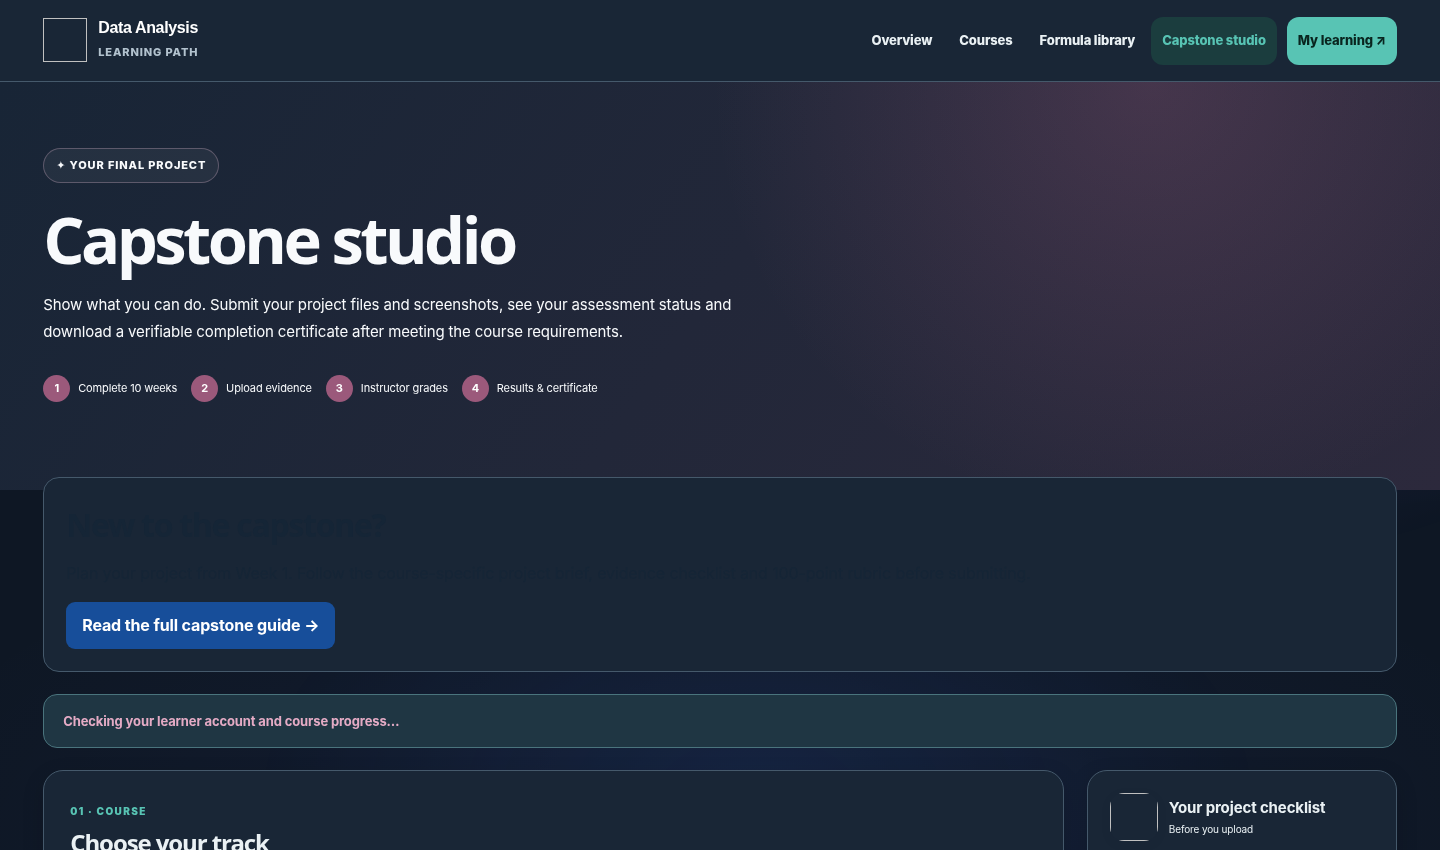 Data Analysis
LEARNING PATH
Overview
Courses
Formula library
Capstone studio
My learning ↗
✦ YOUR FINAL PROJECT
Capstone studio
Show what you can do. Submit your project files and screenshots, see your assessment status and
download a verifiable completion certificate after meeting the course requirements.
1 Complete 10 weeks
2 Upload evidence
3 Instructor grades
4 Results & certificate
New to the capstone?
Read the full capstone guide →
Checking your learner account and course progress...
01 · COURSE
Choose your track
Your project checklist
Before you upload